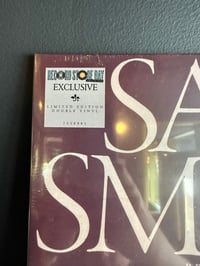 RECORD STORE DAY
EXCLUSIVE
LIMITED EDITION
DOUBLE VINYL
SA
SM